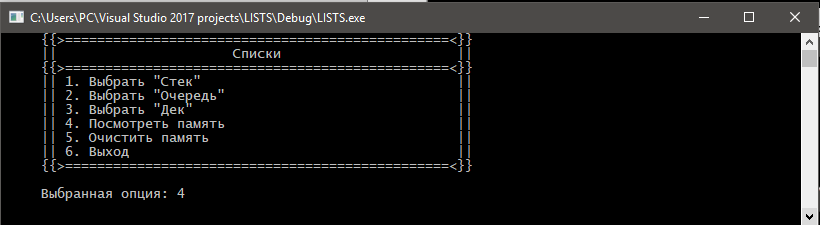 C:\Users\PC\Visual Studio 2017 projects\LISTS\Debug\LISTS.exe
{{>================================================<}}
||                      Списки                      ||
{{>================================================<}}
|| 1. Выбрать "Стек"                                ||
|| 2. Выбрать "Очередь"                             ||
|| 3. Выбрать "Дек"                                 ||
|| 4. Посмотреть память                             ||
|| 5. Очистить память                               ||
|| 6. Выход                                         ||
{{>================================================<}}
Выбранная опция: 4